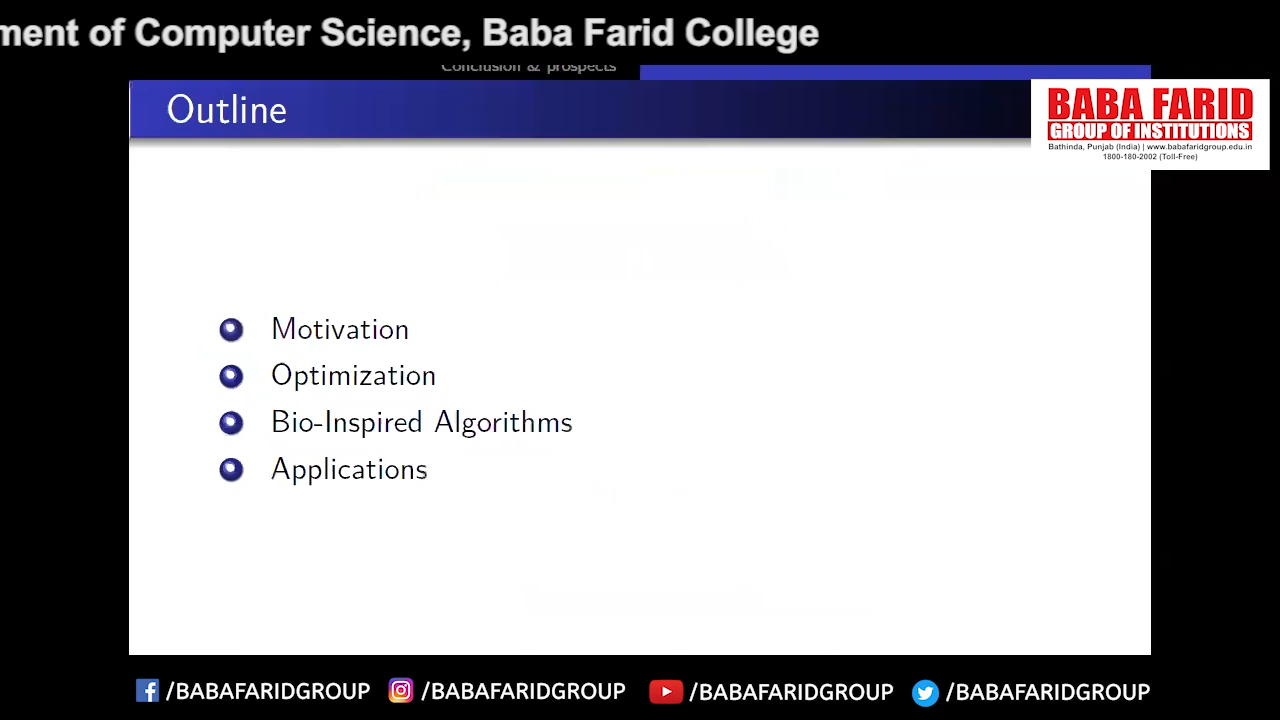 ment of Computer Science, Baba Farid College
Conclusion & prospects
Outline
BABA FARID
GROUP OF INSTITUTIONS
Bathinda, Punjab (India) | www.babafaridgroup.edu.in
1800-180-2002 (Toll-Free)
Motivation
Optimization
Bio-Inspired Algorithms
Applications
/BABAFARIDGROUP /BABAFARIDGROUP /BABAFARIDGROUP /BABAFARIDGROUP